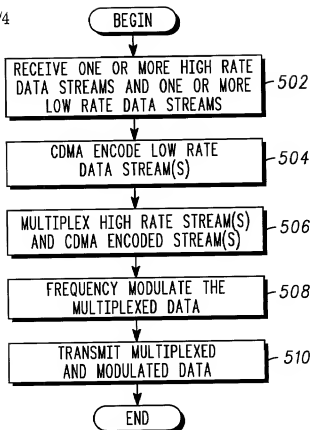 /4
BEGIN
RECEIVE ONE OR MORE HIGH RATE
DATA STREAMS AND ONE OR MORE
LOW RATE DATA STREAMS
502
CDMA ENCODE LOW RATE
DATA STREAM(S)
504
MULTIPLEX HIGH RATE STREAM(S)
AND CDMA ENCODED STREAM(S)
506
FREQUENCY MODULATE THE
MULTIPLEXED DATA
508
TRANSMIT MULTIPLEXED
AND MODULATED DATA
510
END